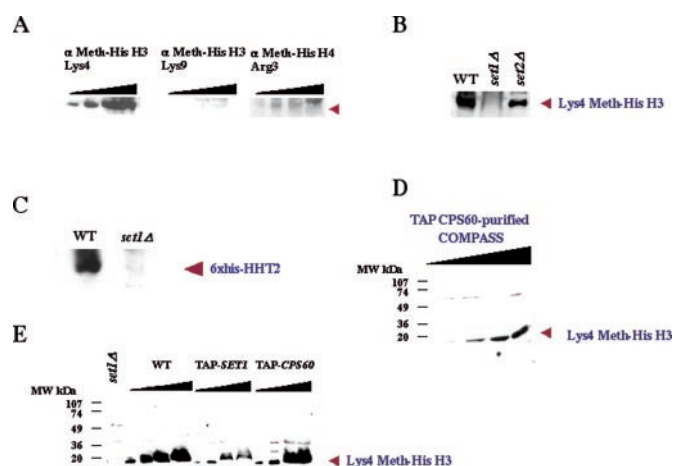 A
α Meth-His H3 Lys4
α Meth-His H3 Lys9
α Meth-His H4 Arg3
B
WT
set1Δ
set2Δ
Lys4 Meth-His H3
C
WT
set1Δ
6xhis-HHT2
D
TAP CPS60-purified
COMPASS
MW kDa
107
74
49
36
20
Lys4 Meth-His H3
E
set1Δ
WT
TAP-SET1
TAP-CPS60
MW kDa
107
74
49
36
20
Lys4 Meth-His H3